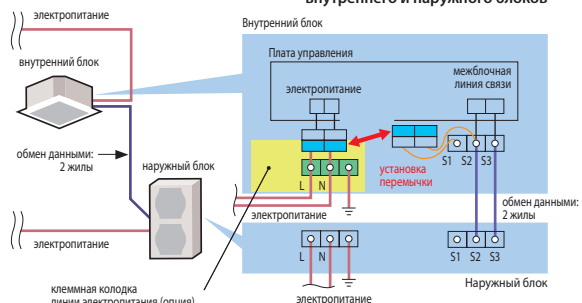 внутреннего и наружного блоков
электропитание
Внутренний блок
Плата управления
внутренний блок
электропитание
межблочная
линия связи
обмен данными:
2 жилы
наружный блок
S1 S2 S3
установка
перемычки
L N
обмен данными:
2 жилы
электропитание
электропитание
L N
S1 S2 S3
Наружный блок
клеммная колодка
линии электропитания (опция)
электропитание